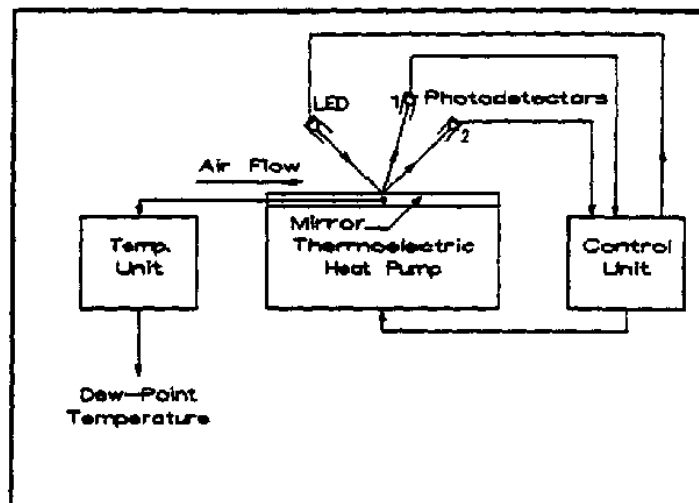 LED
1
Photodetectors
2
Air Flow
Mirror
Temp.
Unit
Thermoelectric
Heat Pump
Control
Unit
Dew-Point
Temperature